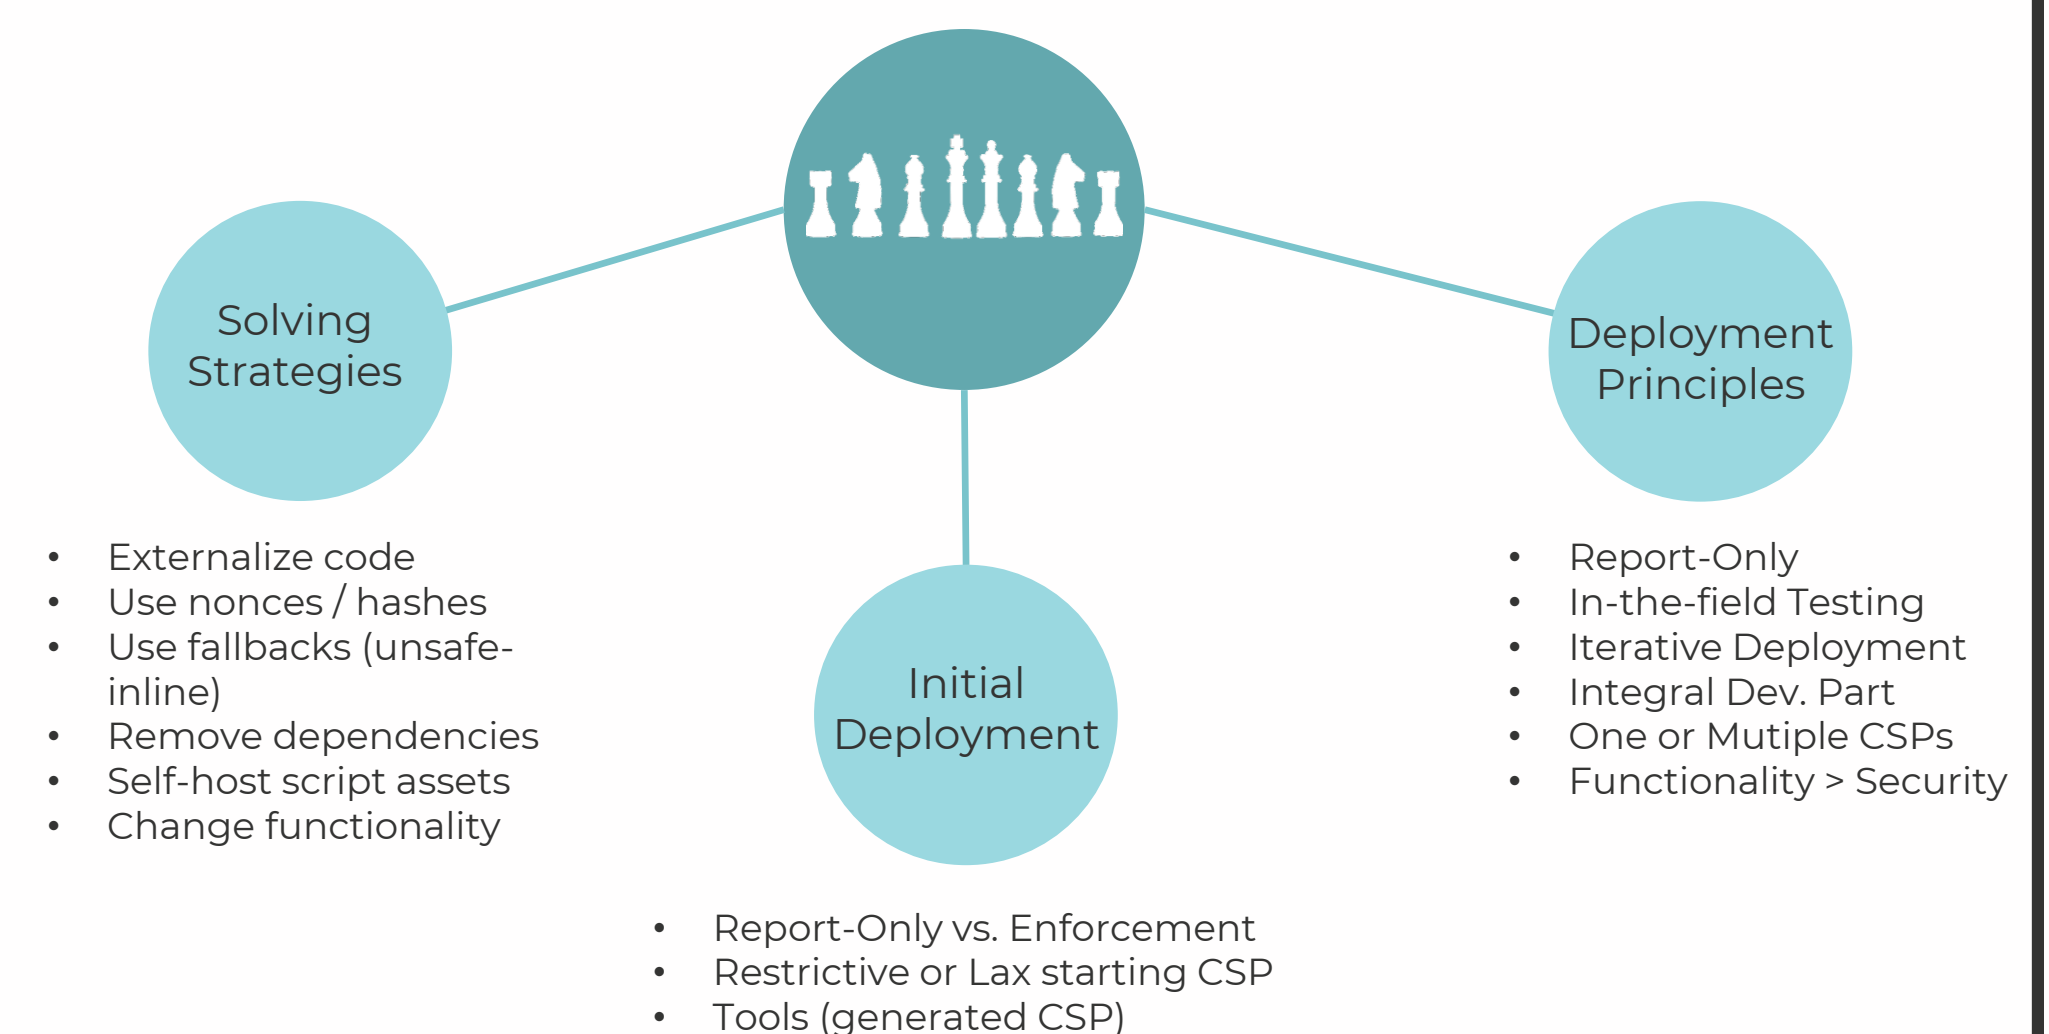 Solving
Strategies
• Externalize code
• Use nonces / hashes
• Use fallbacks (unsafe-
inline)
• Remove dependencies
• Self-host script assets
• Change functionality
Initial
Deployment
• Report-Only vs. Enforcement
• Restrictive or Lax starting CSP
• Tools (generated CSP)
Deployment
Principles
• Report-Only
• In-the-field Testing
• Iterative Deployment
• Integral Dev. Part
• One or Mutiple CSPs
• Functionality > Security